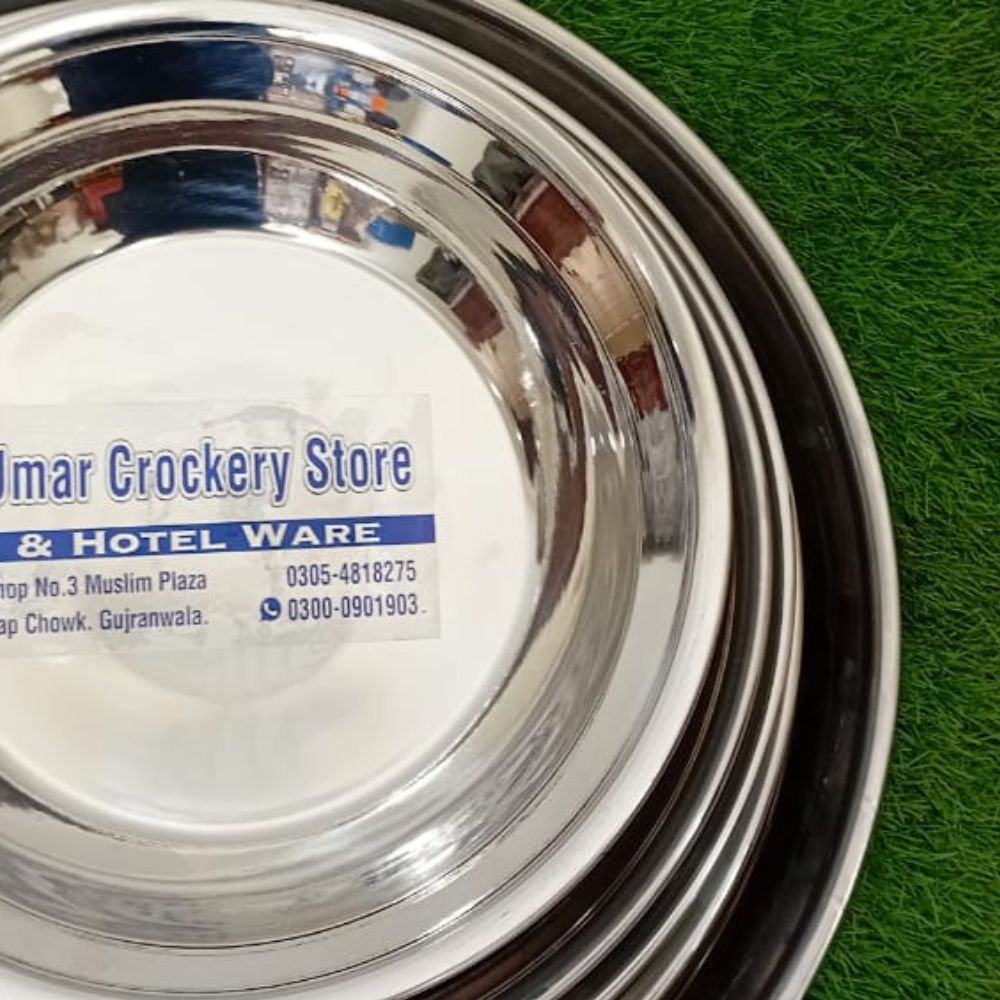 Umar Crockery Store
& HOTEL WARE
hop No.3 Muslim Plaza 0305-4818275
ap Chowk. Gujranwala. 0300-0901903.